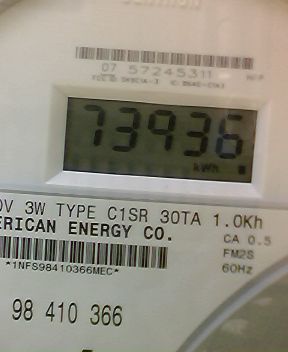 07 57245311
73936
kWh
0V 3W TYPE C1SR 30TA 1.0Kh
ERICAN ENERGY CO.
CA 0.5
FM2S
60Hz
*1NFS98410366MEC*
98 410 366